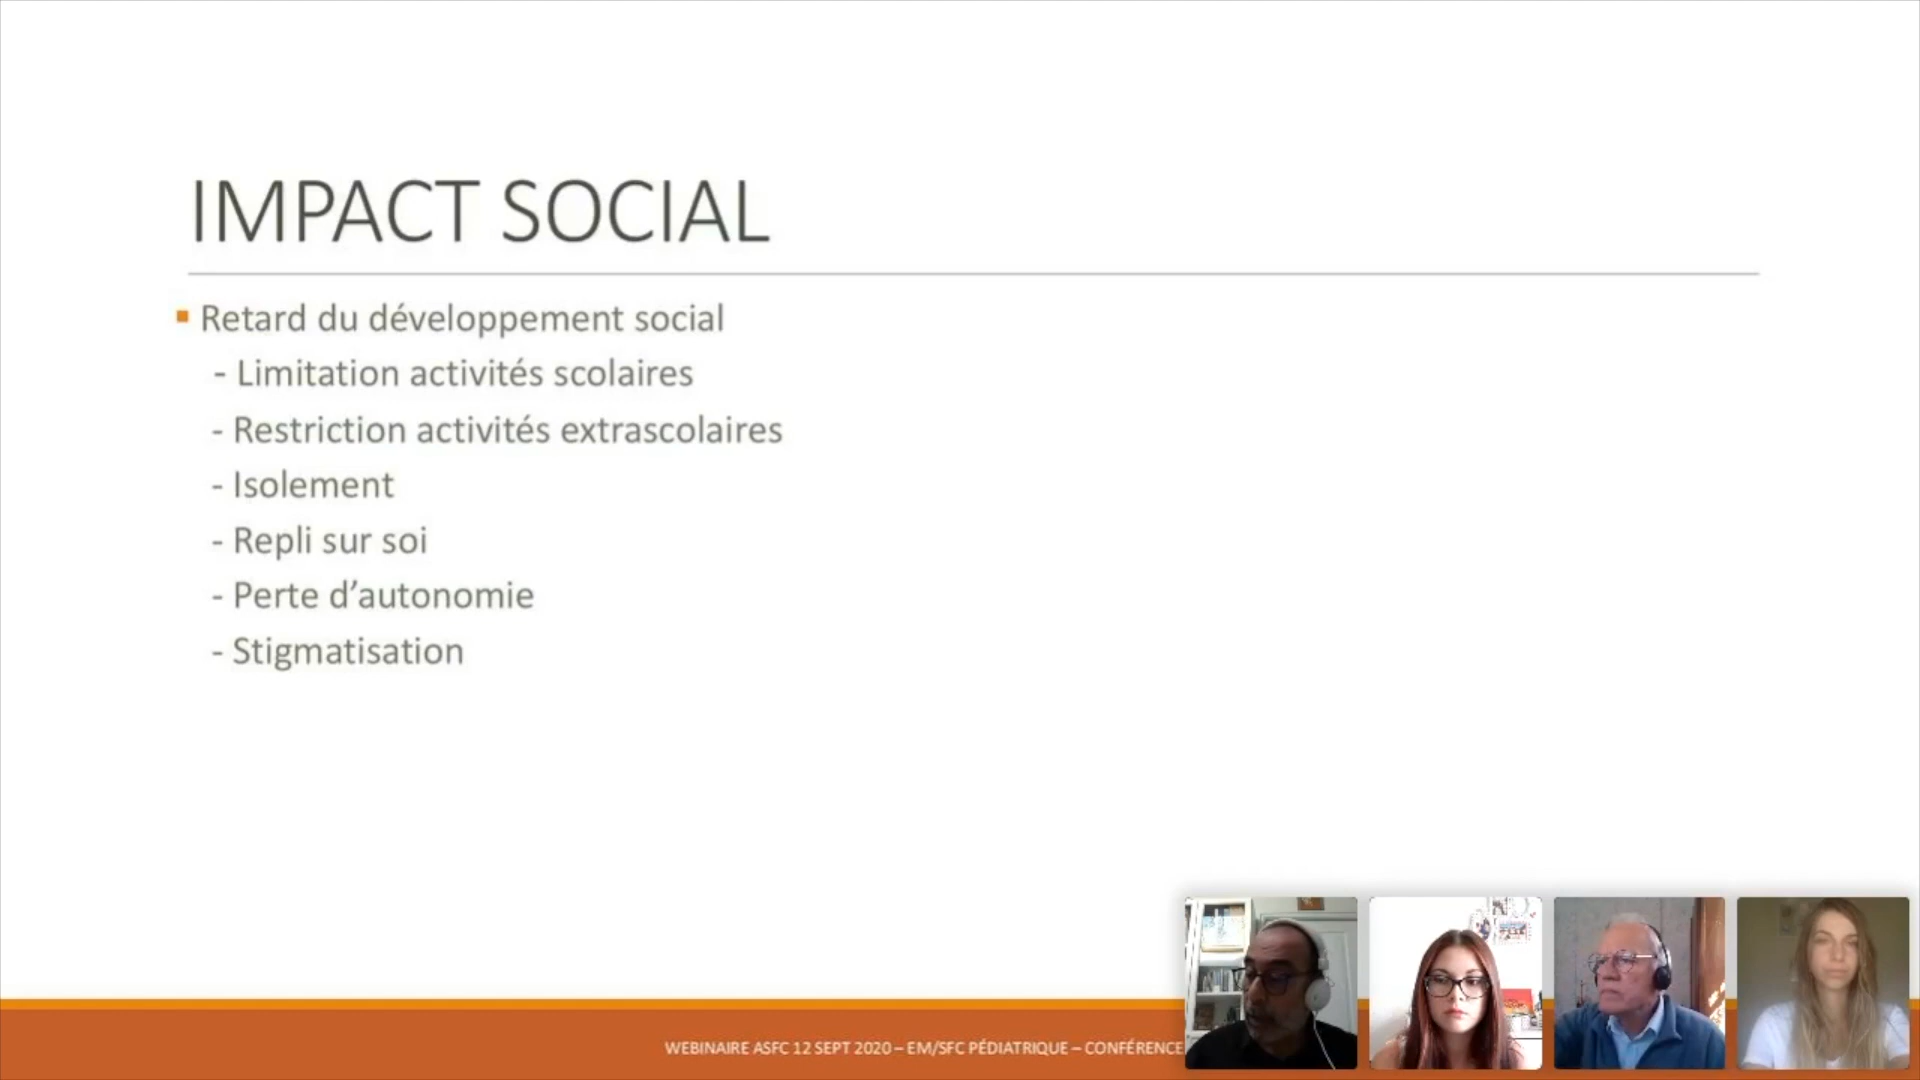 IMPACT SOCIAL
▪ Retard du développement social
- Limitation activités scolaires
- Restriction activités extrascolaires
- Isolement
- Repli sur soi
- Perte d’autonomie
- Stigmatisation
WEBINAIRE ASFC 12 SEPT 2020 – EM/SFC PÉDIATRIQUE – CONFÉRENCE